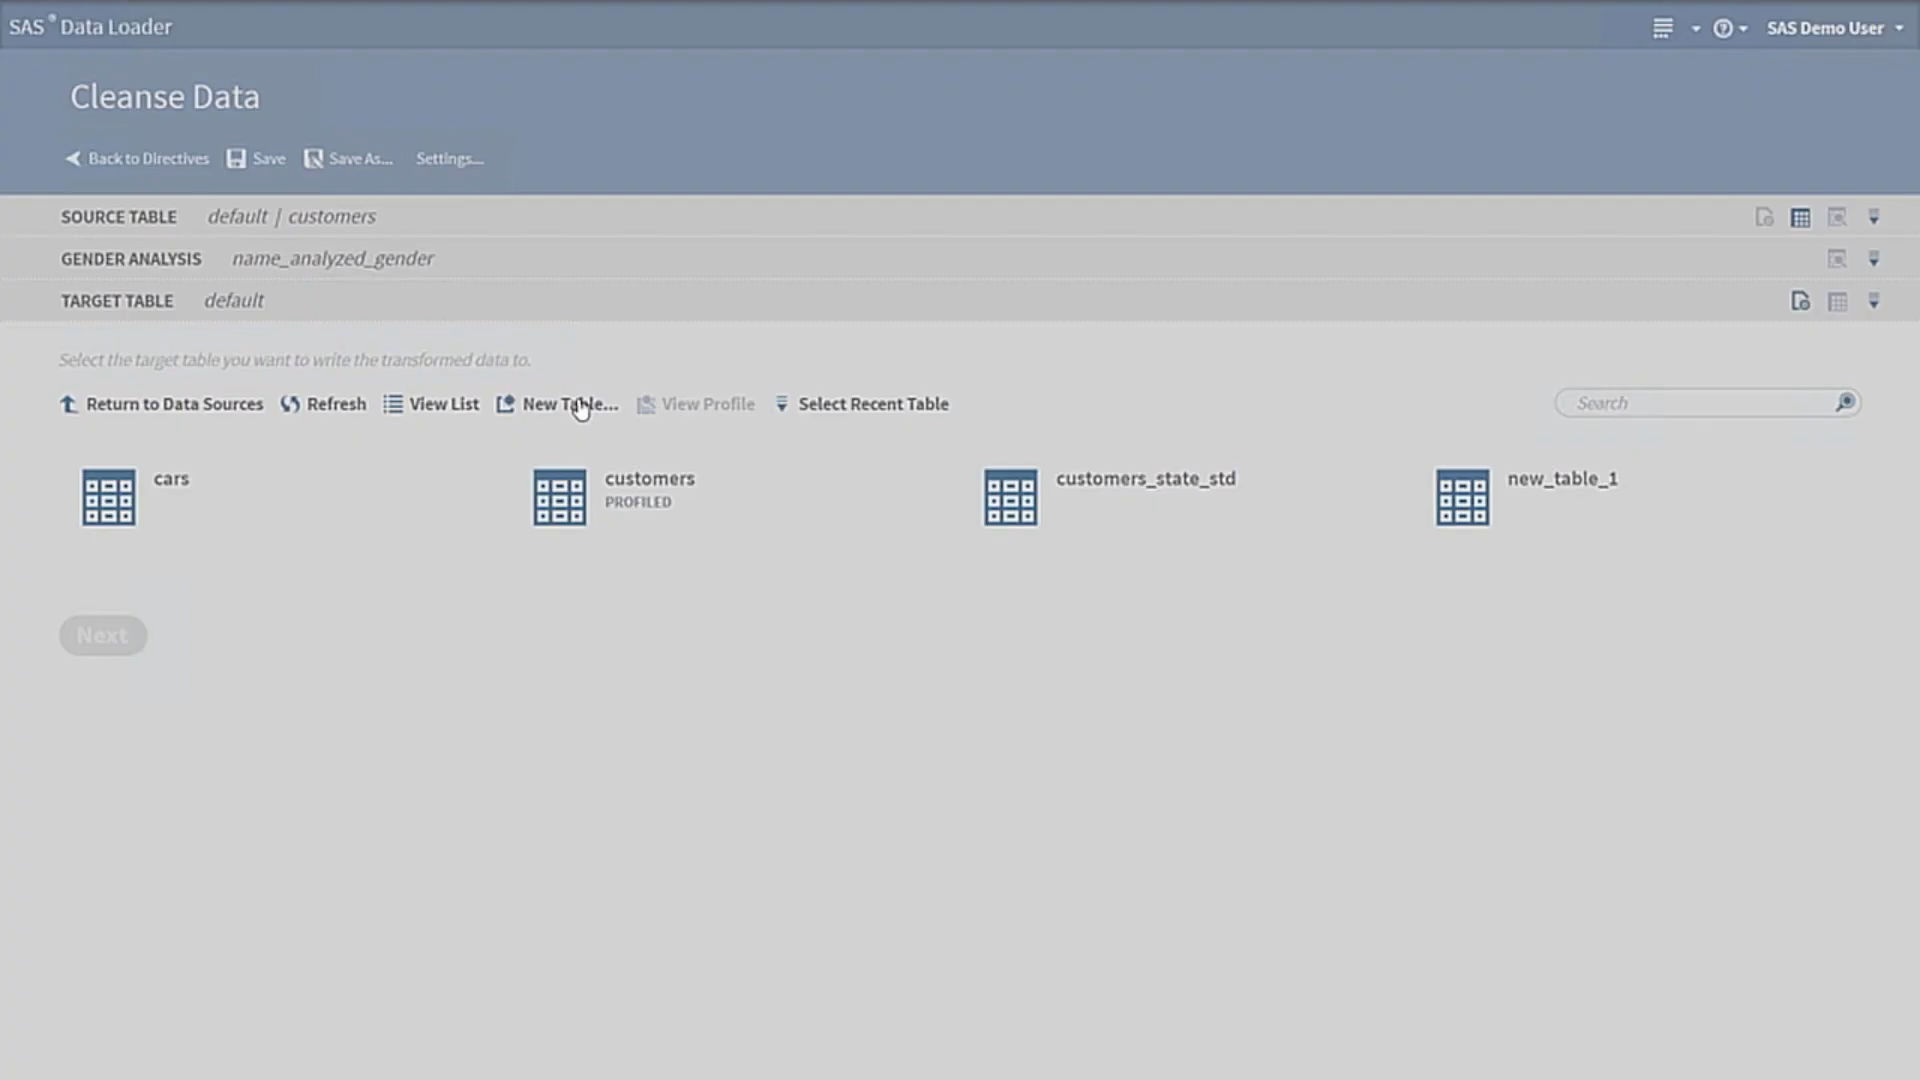 SAS® Data Loader
SAS Demo User
Cleanse Data
Back to Directives Save Save As... Settings...
SOURCE TABLE default | customers
GENDER ANALYSIS name_analyzed_gender
TARGET TABLE default
Select the target table you want to write the transformed data to.
Return to Data Sources Refresh View List New Table... View Profile Select Recent Table Search
cars
customers
PROFILED
customers_state_std
new_table_1
Next